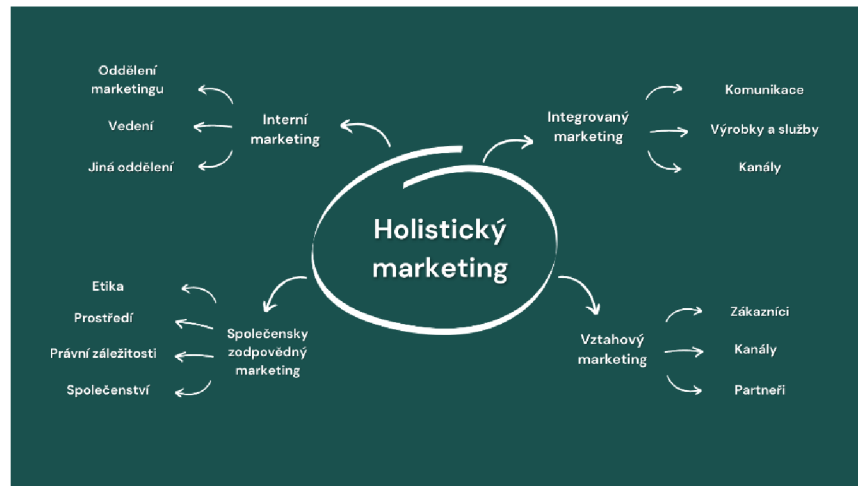 Holistický
marketing
Interní
marketing
Oddělení
marketingu
Vedení
Jiná oddělení
Integrovaný
marketing
Komunikace
Výrobky a služby
Kanály
Společensky
zodpovědný
marketing
Etika
Prostředí
Právní záležitosti
Společenství
Vztahový
marketing
Zákazníci
Kanály
Partneři